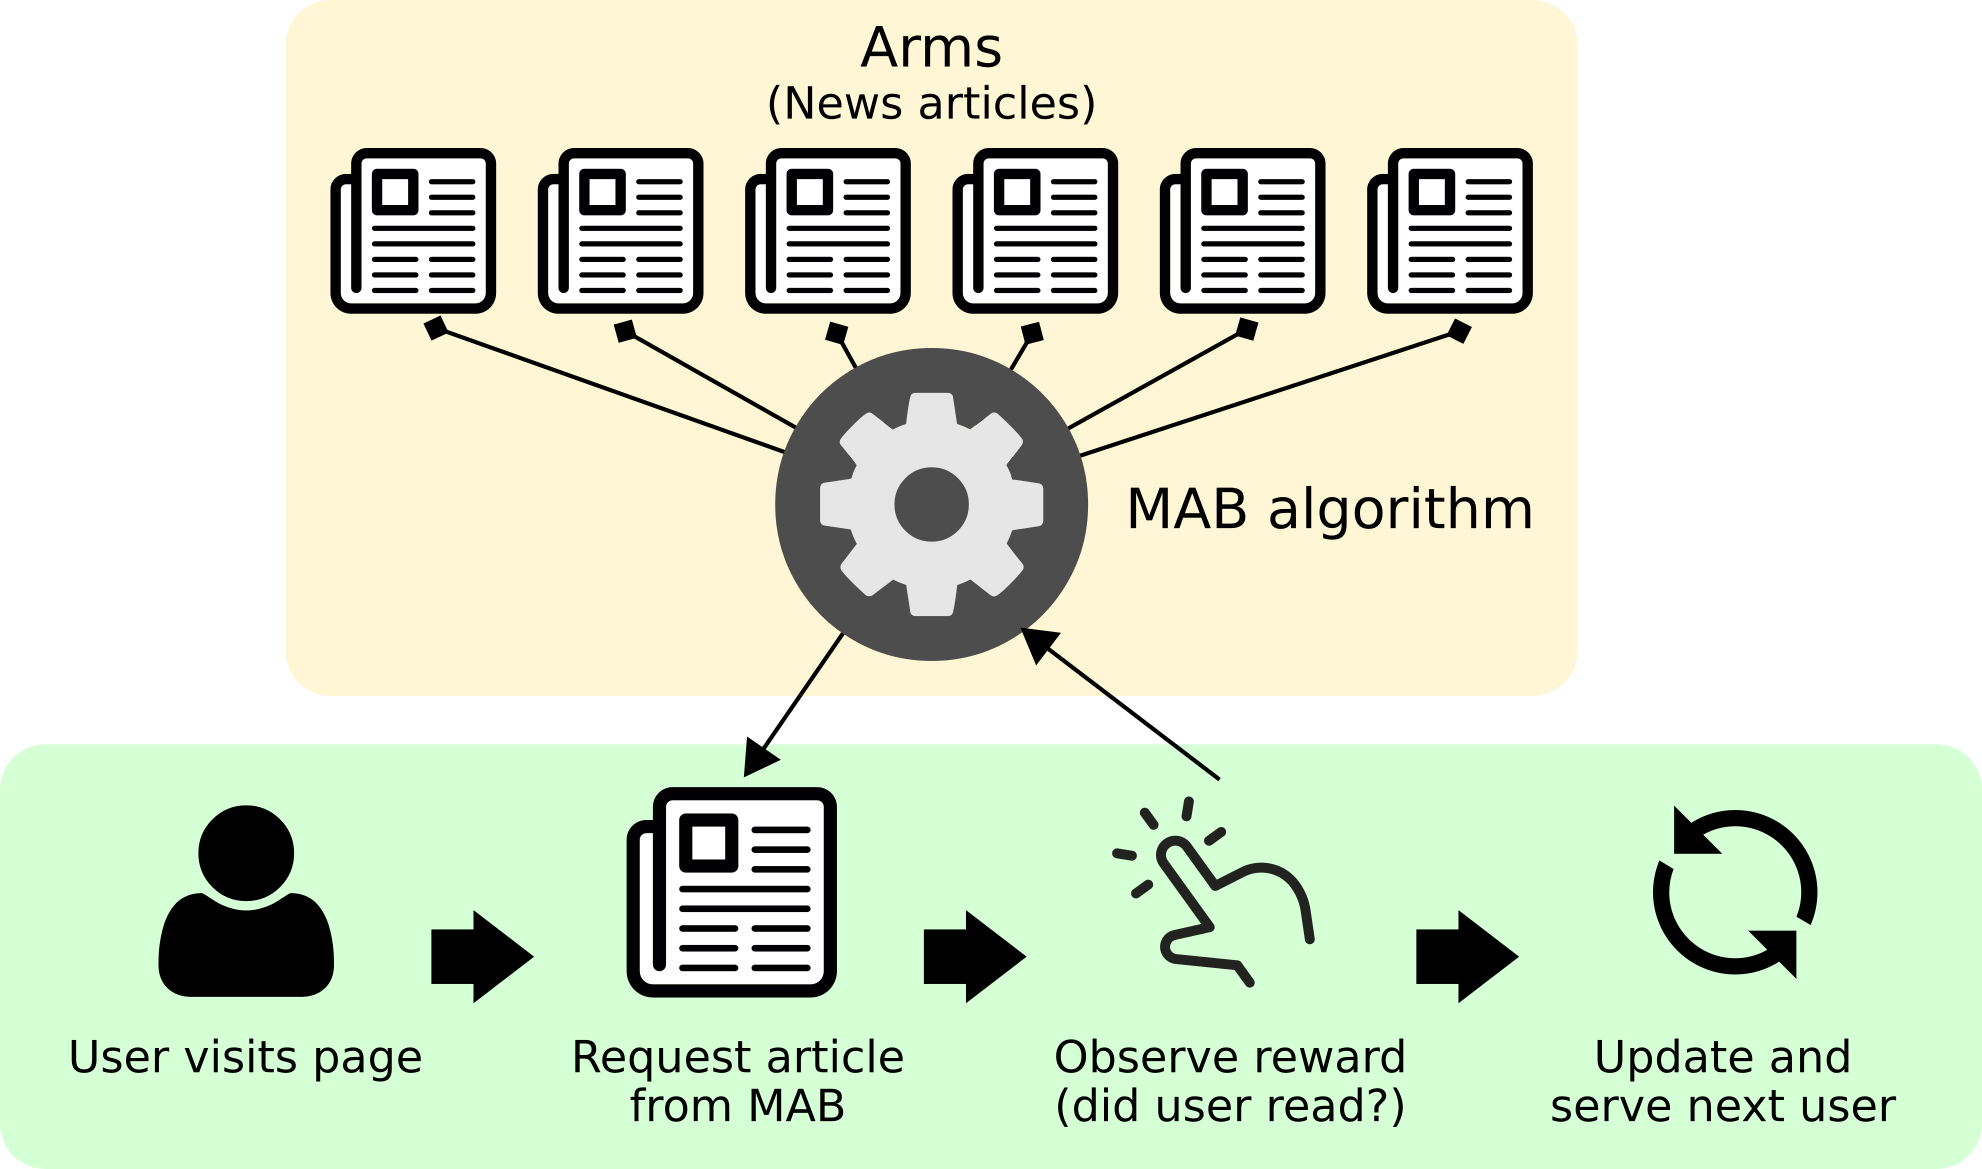 Arms
(News articles)
MAB algorithm
User visits page
Request article
from MAB
Observe reward
(did user read?)
Update and
serve next user